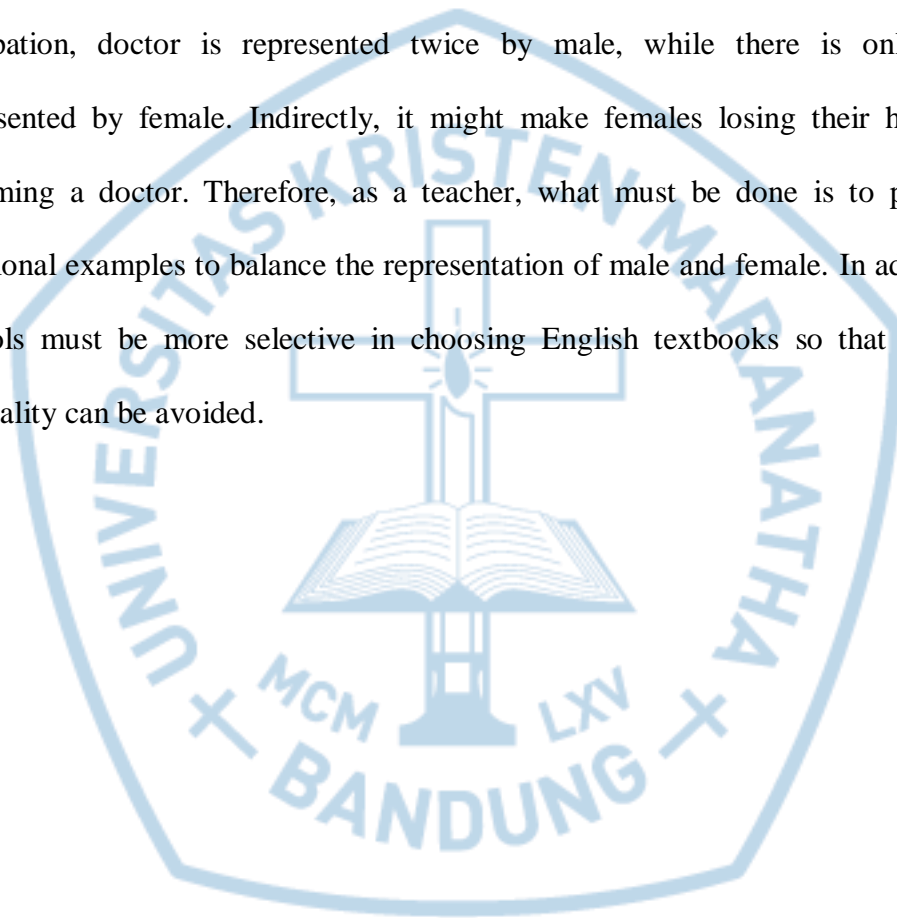 pation, doctor is represented twice by male, while there is onl
sented by female. Indirectly, it might make females losing their h
ming a doctor. Therefore, as a teacher, what must be done is to p
ional examples to balance the representation of male and female. In ad
ols must be more selective in choosing English textbooks so that
ality can be avoided.
UNIVERSITAS KRISTEN MARANATHA
MCM LXV
BANDUNG